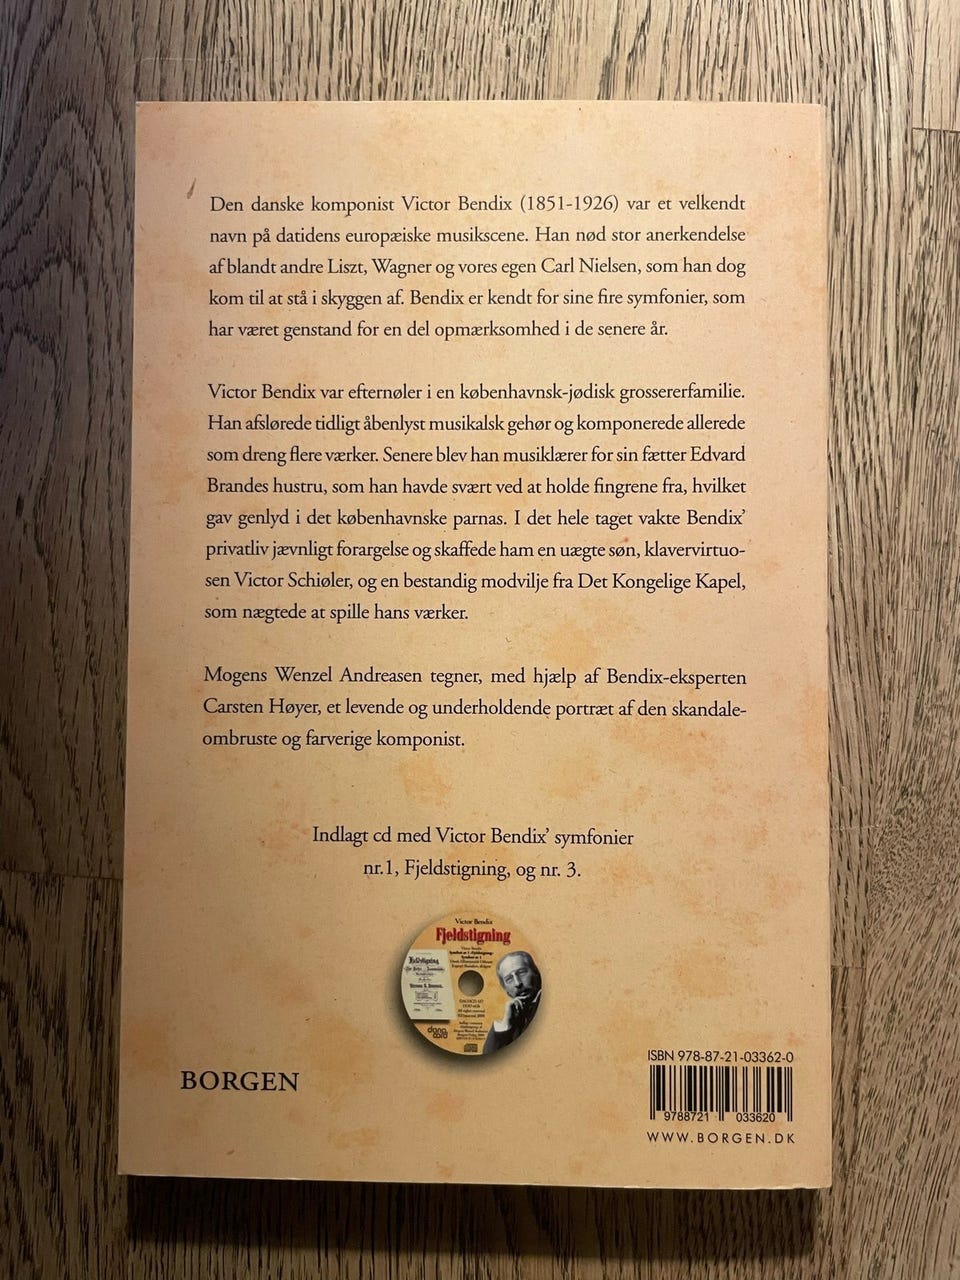 Den danske komponist Victor Bendix (1851-1926) var et velkendt
navn på datidens europæiske musikscene. Han nød stor anerkendelse
af blandt andre Liszt, Wagner og vores egen Carl Nielsen, som han dog
kom til at stå i skyggen af. Bendix er kendt for sine fire symfonier, som
har været genstand for en del opmærksomhed i de senere år.
Victor Bendix var efternøler i en københavnsk-jødisk grossererfamilie.
Han afslørede tidligt åbenlyst musikalsk gehør og komponerede allerede
som dreng flere værker. Senere blev han musiklærer for sin fætter Edvard
Brandes hustru, som han havde svært ved at holde fingrene fra, hvilket
gav genlyd i det københavnske parnas. I det hele taget vakte Bendix'
privatliv jævnligt forargelse og skaffede ham en uægte søn, klavervirtuo-
sen Victor Schiøler, og en bestandig modvilje fra Det Kongelige Kapel,
som nægtede at spille hans værker.
Mogens Wenzel Andreasen tegner, med hjælp af Bendix-eksperten
Carsten Høyer, et levende og underholdende portræt af den skandale-
ombruste og farverige komponist.
Indlagt cd med Victor Bendix' symfonier
nr.1, Fjeldstigning, og nr. 3.
Victor Bendix
Fjeldstigning
BORGEN
ISBN 978-87-21-03362-0
9788721 033620
WWW.BORGEN.DK